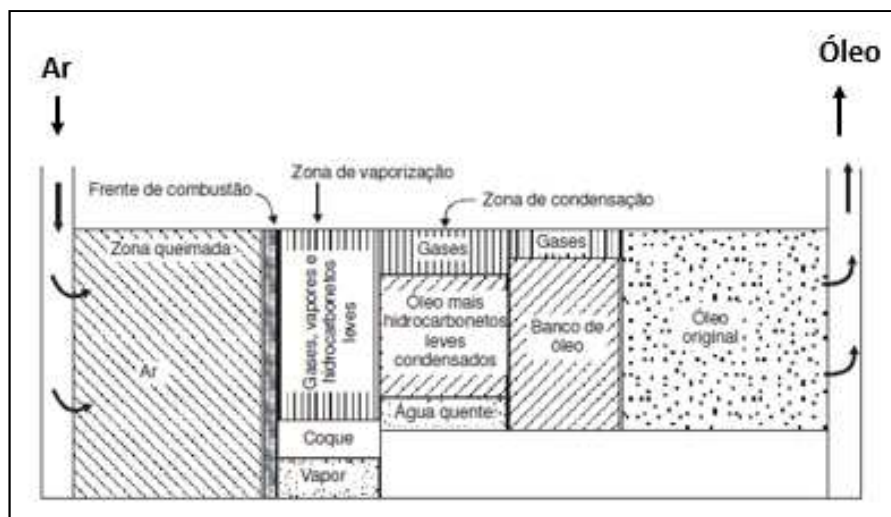 Ar
Óleo
Zona de vaporização
Frente de combustão
Zona de condensação
Zona queimada
Gases
Gases
Gases, vapores e
hidrocarbonetos
leves
Óleo mais
hidrocarbonetos
leves
condensados
Banco de
óleo
Óleo
original
Ar
Água quente
Coque
Vapor